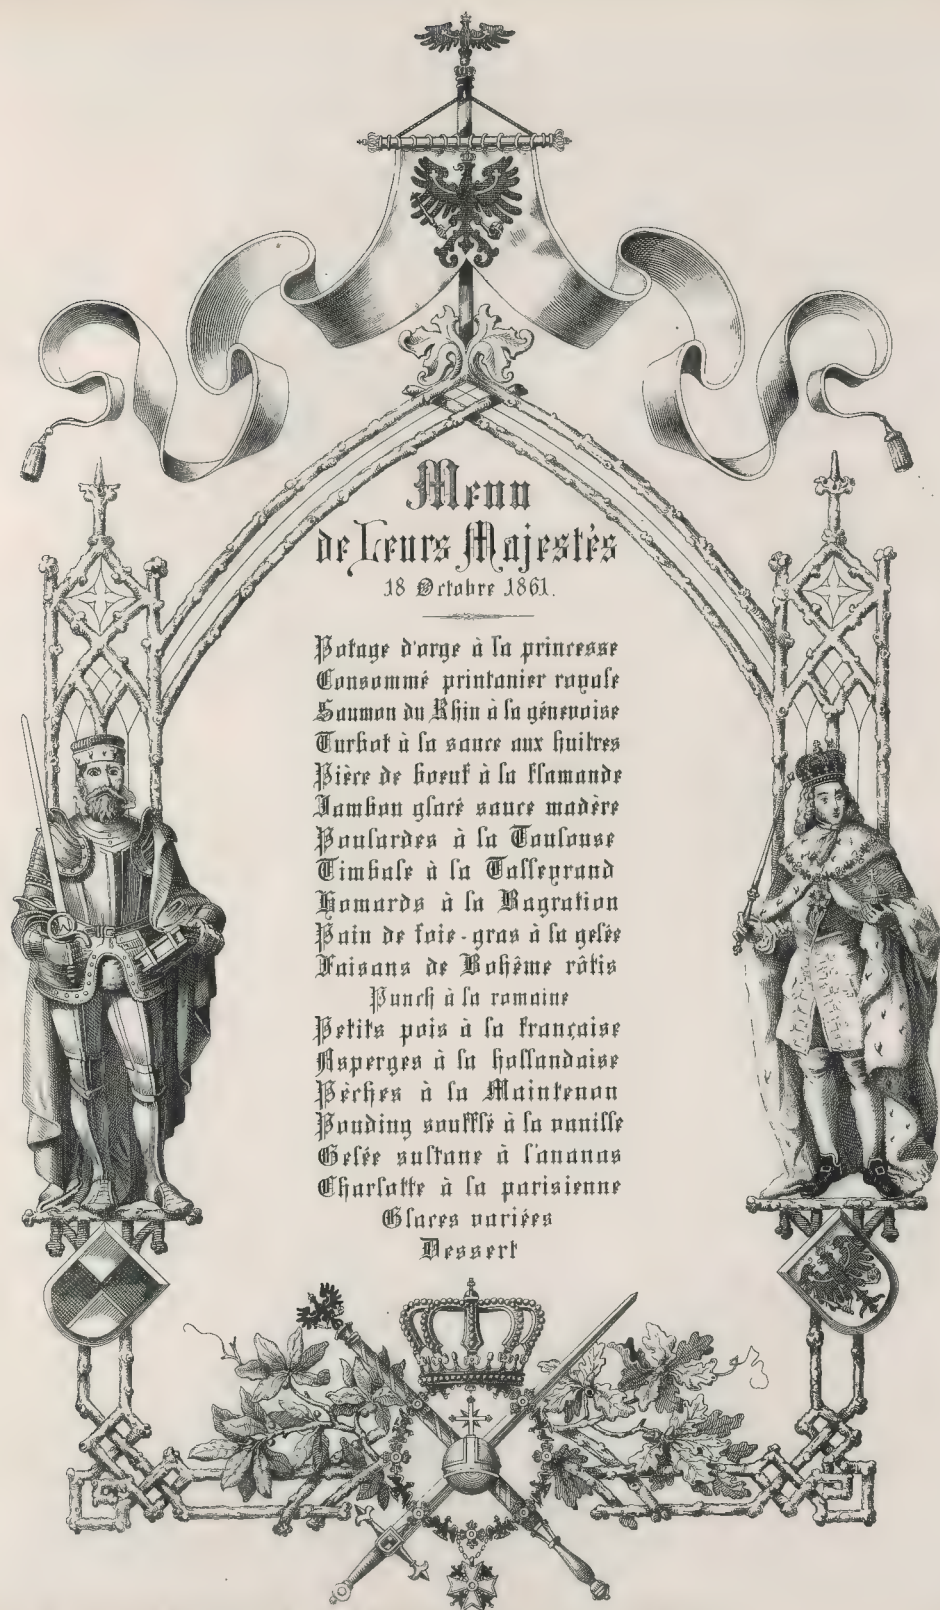 Menu
de Leurs Majestés
18 Octobre 1861.
Potage d'orge à la princesse
Consommé printanier royale
Saumon du Rhin à la génevoise
Turbot à la sauce aux huitres
Pièce de boeuf à la flamande
Jambon glacé sauce madère
Poulardes à la Toulouse
Timbale à la Talleyrand
Homards à la Bagration
Pain de foie-gras à la gelée
Faisans de Bohême rôtis
Punch à la romaine
Petits pois à la française
Asperges à la hollandaise
Pêches à la Maintenon
Pouding soufflé à la vanille
Gelée sultane à l'ananas
Charlotte à la parisienne
Glaces variées
Dessert